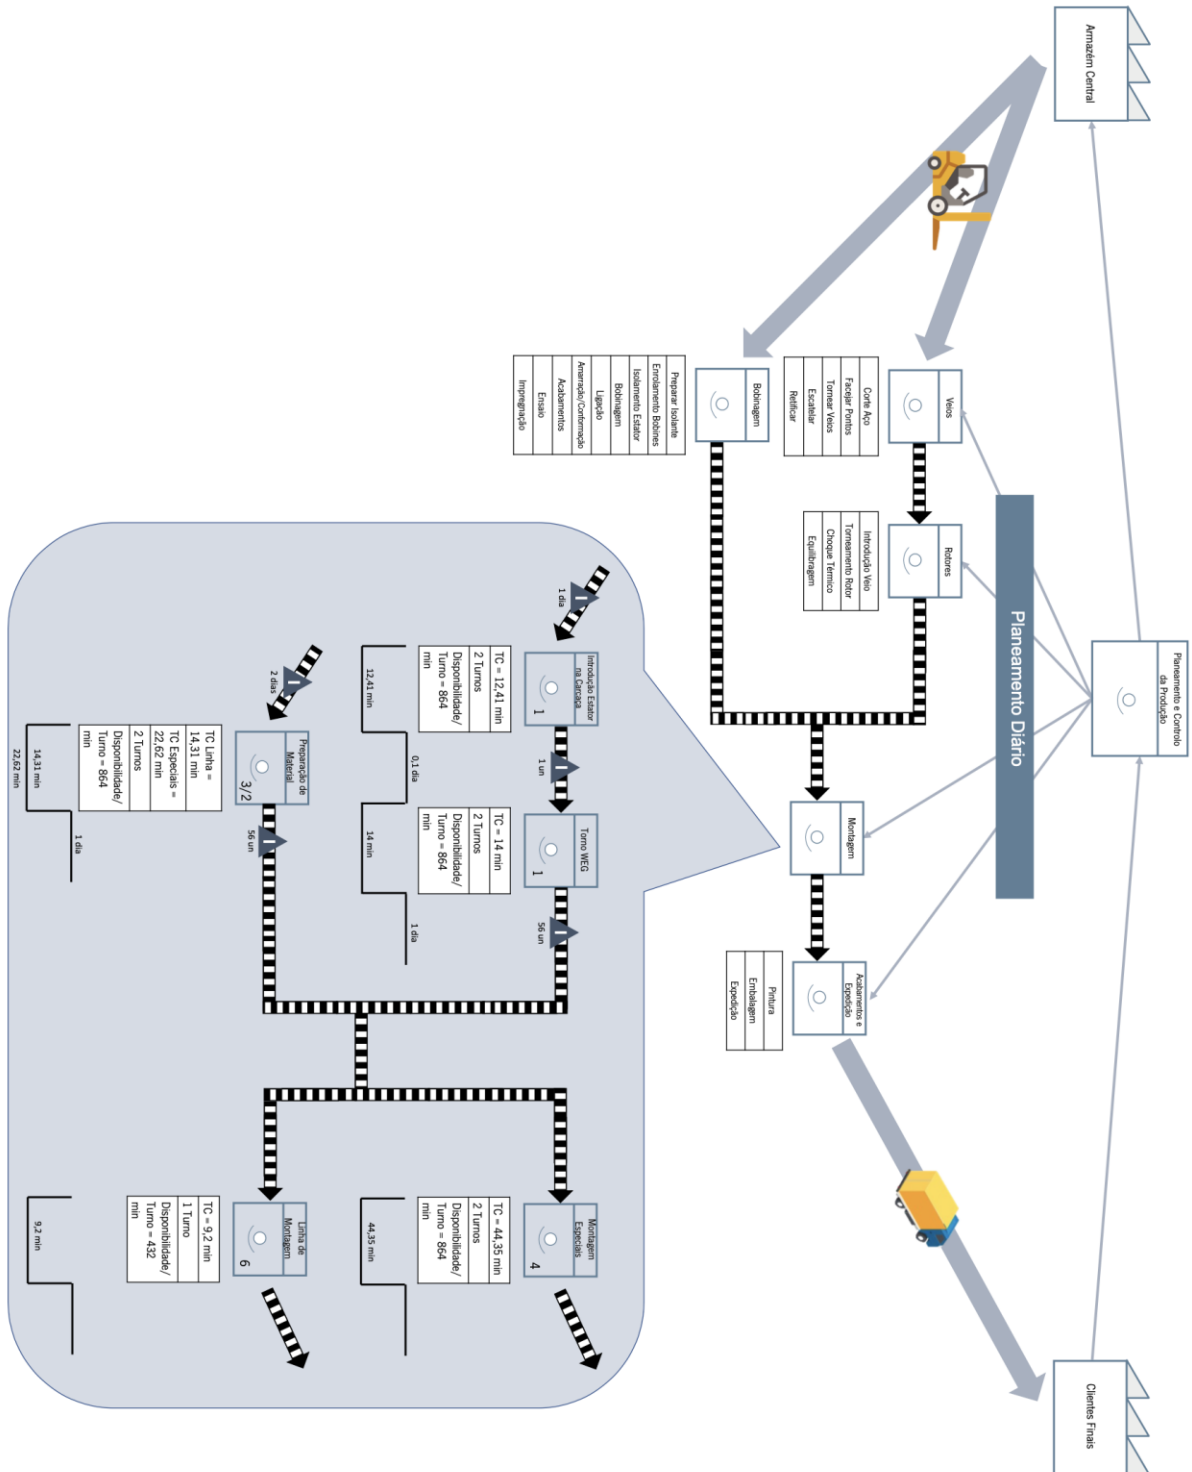 Armazém Central
Planeamento e Controlo
da Produção
Clientes Finais
Planeamento Diário
Veios
Corte Aço
Facejar Pontos
Tornear Veios
Escatelar
Retificar
Rotores
Introdução Veio
Torneamento Rotor
Choque Térmico
Equilibragem
Bobinagem
Preparar Isolante
Enrolamento Bobines
Isolamento Estator
Bobinagem
Ligação
Amarração/Conformação
Acabamentos
Ensaio
Impregnação
Montagem
Acabamentos e
Expedição
Pintura
Embalagem
Expedição
I
1 dia
Introdução Estator
na Carcaça
1
TC = 12,41 min
2 Turnos
Disponibilidade/
Turno = 864
min
I
1 un
Torno WEG
1
TC = 14 min
2 Turnos
Disponibilidade/
Turno = 864
min
I
56 un
12,41 min
0,1 dia
14 min
1 dia
Montagem
Especiais
4
TC = 44,35 min
2 Turnos
Disponibilidade/
Turno = 864
min
44,35 min
I
2 dias
Preparação de
Material
3/2
TC Linha =
14,31 min
TC Especiais =
22,62 min
2 Turnos
Disponibilidade/
Turno = 864
min
I
56 un
14,31 min
22,62 min
1 dia
Linha de
Montagem
6
TC = 9,2 min
1 Turno
Disponibilidade/
Turno = 432
min
9,2 min